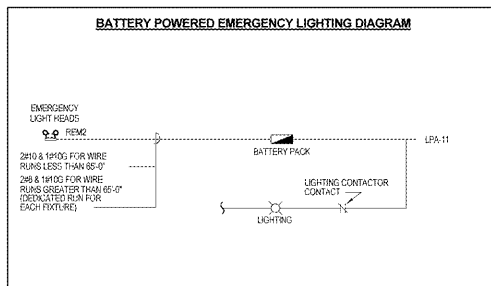 BATTERY POWERED EMERGENCY LIGHTING DIAGRAM
EMERGENCY
LIGHT HEADS
REM2
2#10 & 1#10G FOR WIRE
RUNS LESS THAN 65'-0"
2#8 & 1#10G FOR WIRE
RUNS GREATER THAN 65'-0"
(DEDICATED RUN FOR
EACH FIXTURE)
BATTERY PACK
LPA-11
LIGHTING CONTACTOR
CONTACT
LIGHTING